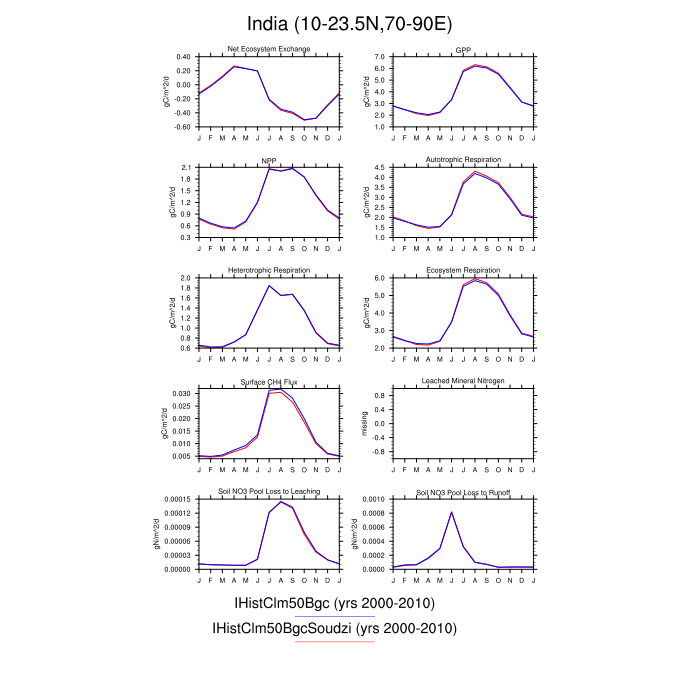 India (10-23.5N,70-90E)
Net Ecosystem Exchange
gC/m^2/d
0.40
0.20
0.00
-0.20
-0.40
-0.60
J F M A M J J A S O N D J
GPP
gC/m^2/d
7.0
6.0
5.0
4.0
3.0
2.0
1.0
J F M A M J J A S O N D J
NPP
gC/m^2/d
2.1
1.8
1.5
1.2
0.9
0.6
0.3
J F M A M J J A S O N D J
Autotrophic Respiration
gC/m^2/d
4.5
4.0
3.5
3.0
2.5
2.0
1.5
1.0
J F M A M J J A S O N D J
Heterotrophic Respiration
gC/m^2/d
2.0
1.8
1.6
1.4
1.2
1.0
0.8
0.6
J F M A M J J A S O N D J
Ecosystem Respiration
gC/m^2/d
6.0
5.0
4.0
3.0
2.0
J F M A M J J A S O N D J
Surface CH4 Flux
gC/m^2/d
0.030
0.025
0.020
0.015
0.010
0.005
J F M A M J J A S O N D J
Leached Mineral Nitrogen
missing
0.8
0.4
0.0
-0.4
-0.8
J F M A M J J A S O N D J
Soil NO3 Pool Loss to Leaching
gN/m^2/d
0.00015
0.00012
0.00009
0.00006
0.00003
0.00000
J F M A M J J A S O N D J
Soil NO3 Pool Loss to Runoff
gN/m^2/d
0.0010
0.0008
0.0006
0.0004
0.0002
0.0000
J F M A M J J A S O N D J
IHistClm50Bgc (yrs 2000-2010)
IHistClm50BgcSoudzi (yrs 2000-2010)